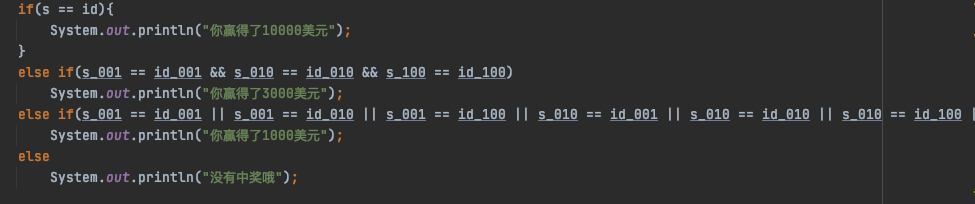 if(s == id){
    System.out.println("你赢得了10000美元");
}
else if(s_001 == id_001 && s_010 == id_010 && s_100 == id_100)
    System.out.println("你赢得了3000美元");
else if(s_001 == id_001 || s_001 == id_010 || s_001 == id_100 || s_010 == id_001 || s_010 == id_010 || s_010 == id_100 |
    System.out.println("你赢得了1000美元");
else
    System.out.println("没有中奖哦");